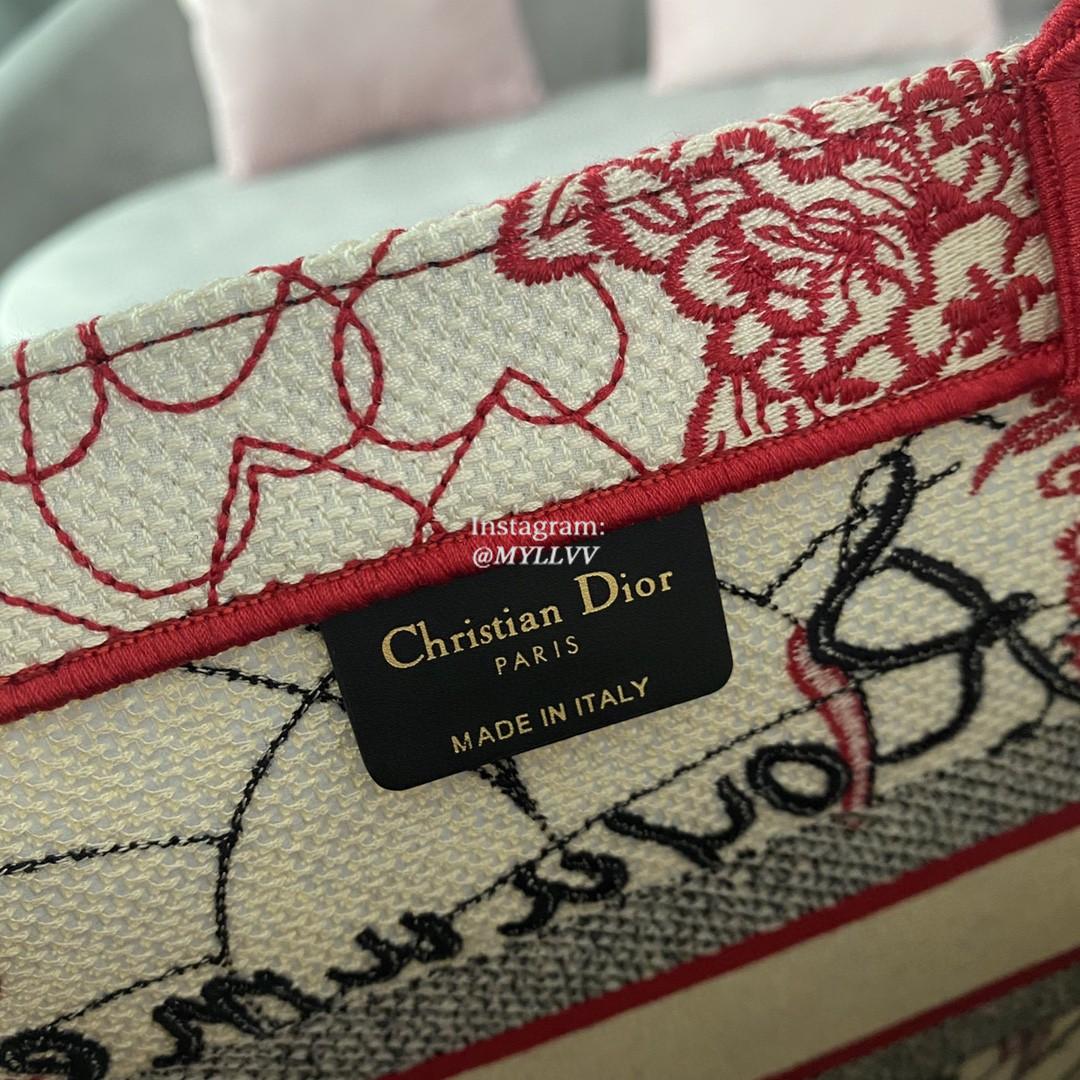 Instagram:
@MYLLVV
Christian Dior
PARIS
MADE IN ITALY